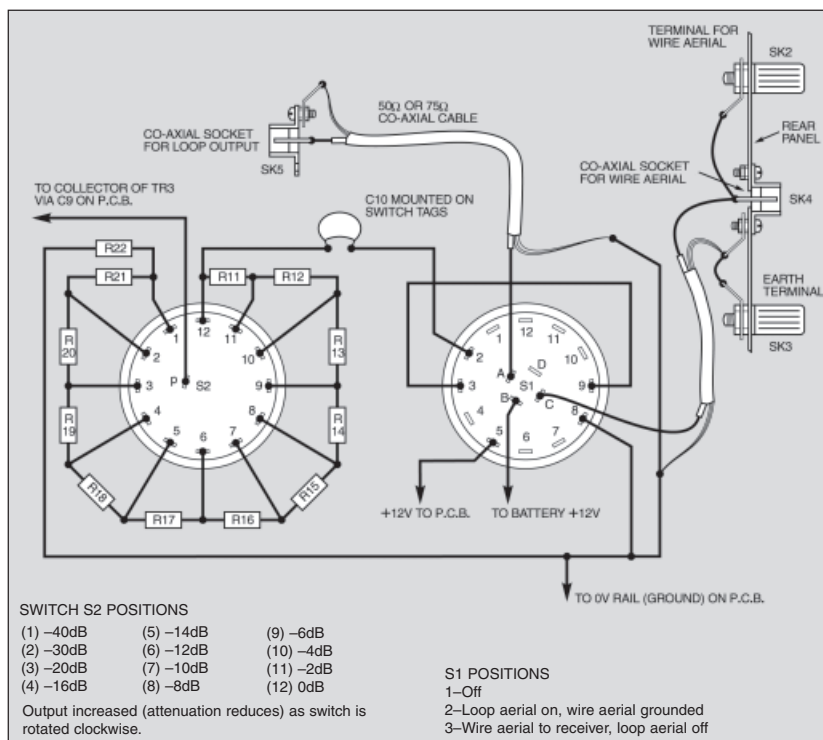 TERMINAL FOR
WIRE AERIAL
SK2
50Ω OR 75Ω
CO-AXIAL CABLE
REAR
PANEL
CO-AXIAL SOCKET
FOR LOOP OUTPUT
SK5
CO-AXIAL SOCKET
FOR WIRE AERIAL
SK4
TO COLLECTOR OF TR3
VIA C9 ON P.C.B.
C10 MOUNTED ON
SWITCH TAGS
R22
R21
R11
R12
EARTH
TERMINAL
SK3
R
20
R
13
R
19
R
14
R18
R17
R16
R15
1
12
11
2
10
P
S2
3
9
4
8
5
6
7
1
12
11
2
10
D
A
S1
3
9
B
C
4
8
5
6
7
+12V TO P.C.B.
TO BATTERY +12V
TO 0V RAIL (GROUND) ON P.C.B.
SWITCH S2 POSITIONS
(1) –40dB (5) –14dB (9) –6dB
(2) –30dB (6) –12dB (10) –4dB
(3) –20dB (7) –10dB (11) –2dB
(4) –16dB (8) –8dB (12) 0dB
Output increased (attenuation reduces) as switch is
rotated clockwise.
S1 POSITIONS
1–Off
2–Loop aerial on, wire aerial grounded
3–Wire aerial to receiver, loop aerial off